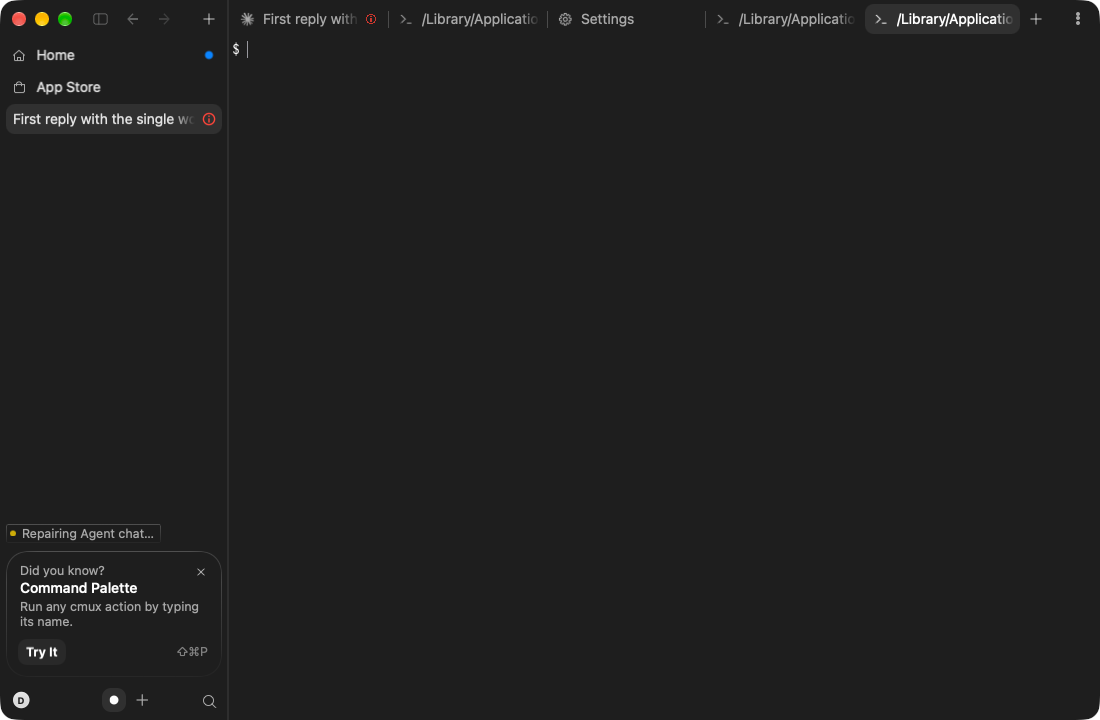 First reply with
/Library/Applicatio
Settings
/Library/Applicatio
/Library/Applicatio
Home
App Store
First reply with the single wo
$
Repairing Agent chat...
Did you know?
Command Palette
Run any cmux action by typing
its name.
Try It
⇧⌘P
D